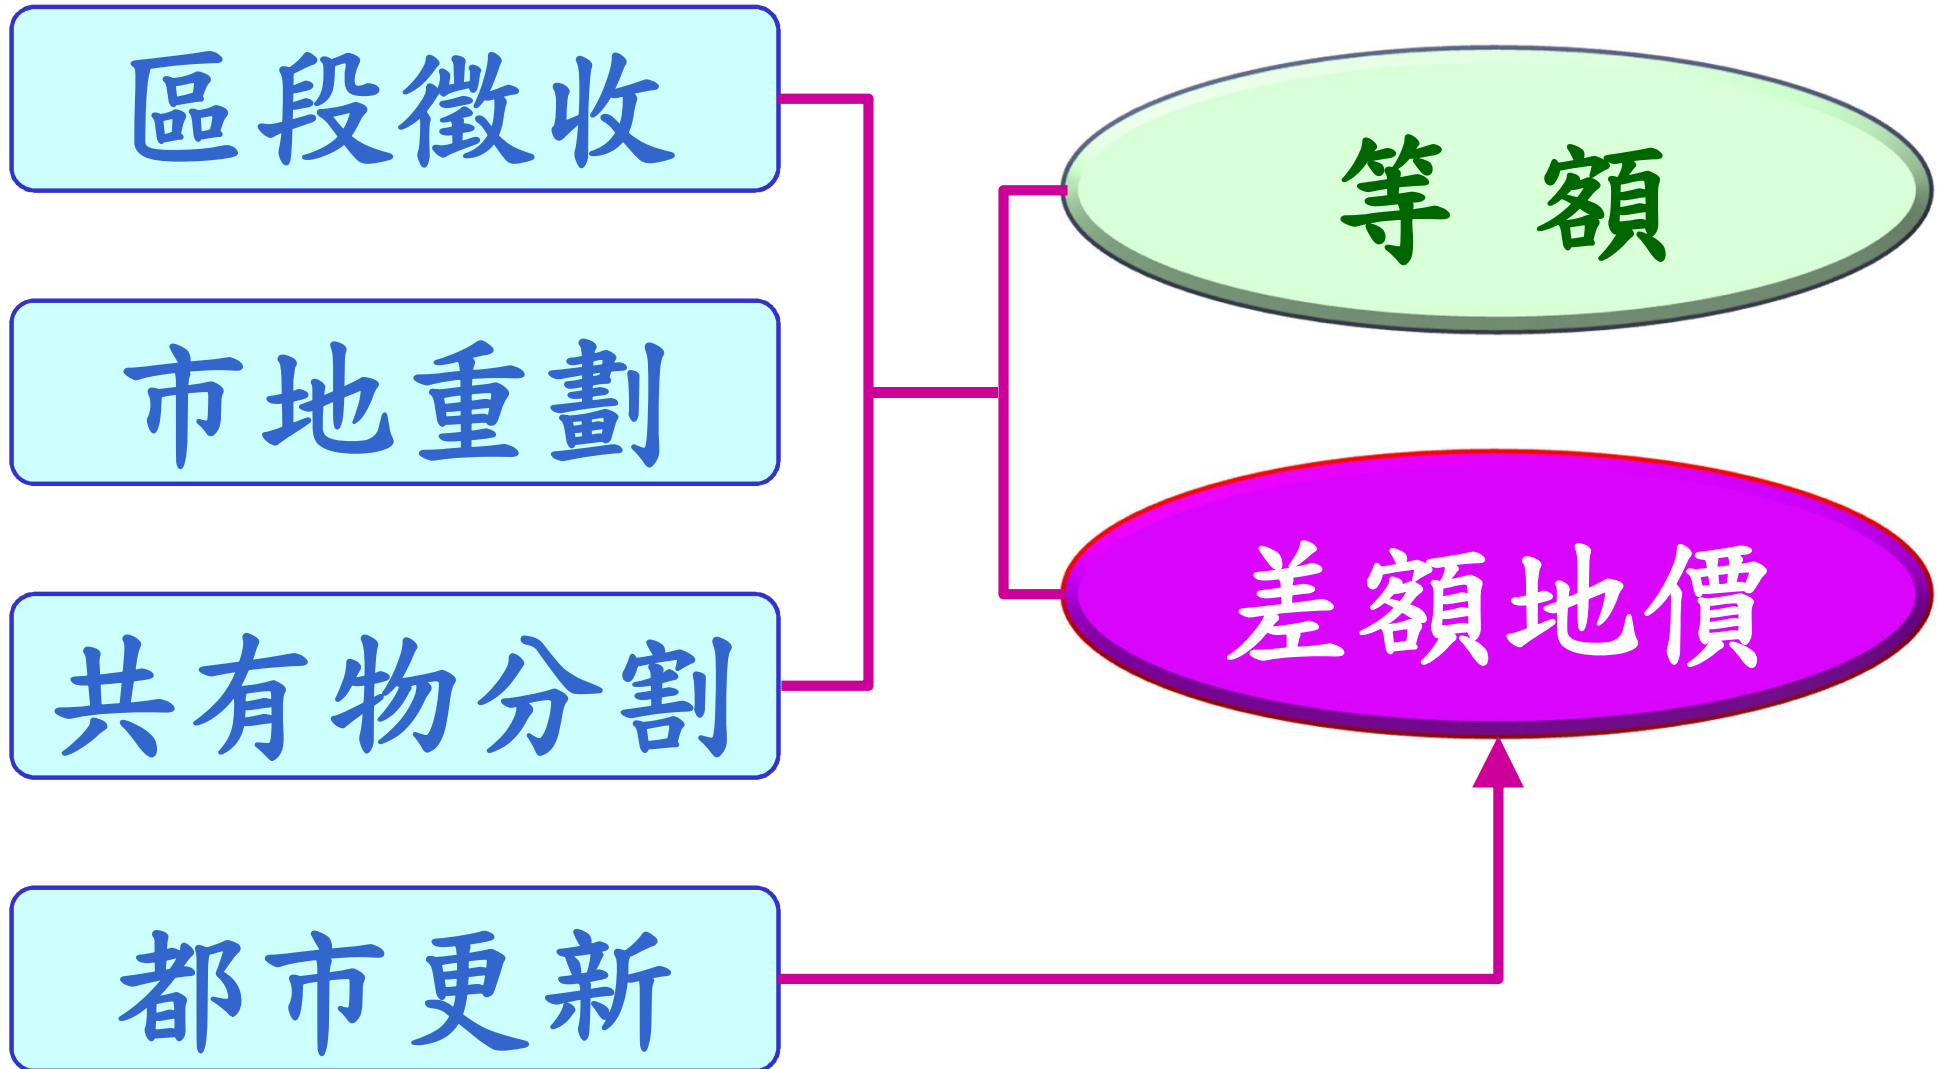 區段徵收
市地重劃
共有物分割
都市更新
等 額
差額地價